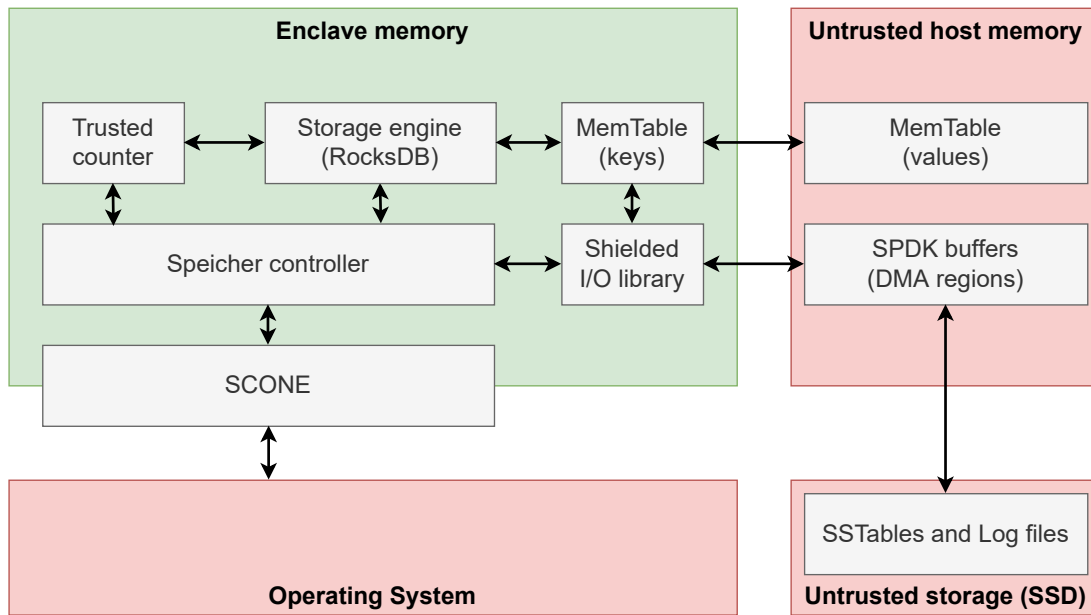 Enclave memory
Untrusted host memory
Trusted
counter
Storage engine
(RocksDB)
MemTable
(keys)
MemTable
(values)
Speicher controller
Shielded
I/O library
SPDK buffers
(DMA regions)
SCONE
SSTables and Log files
Operating System
Untrusted storage (SSD)